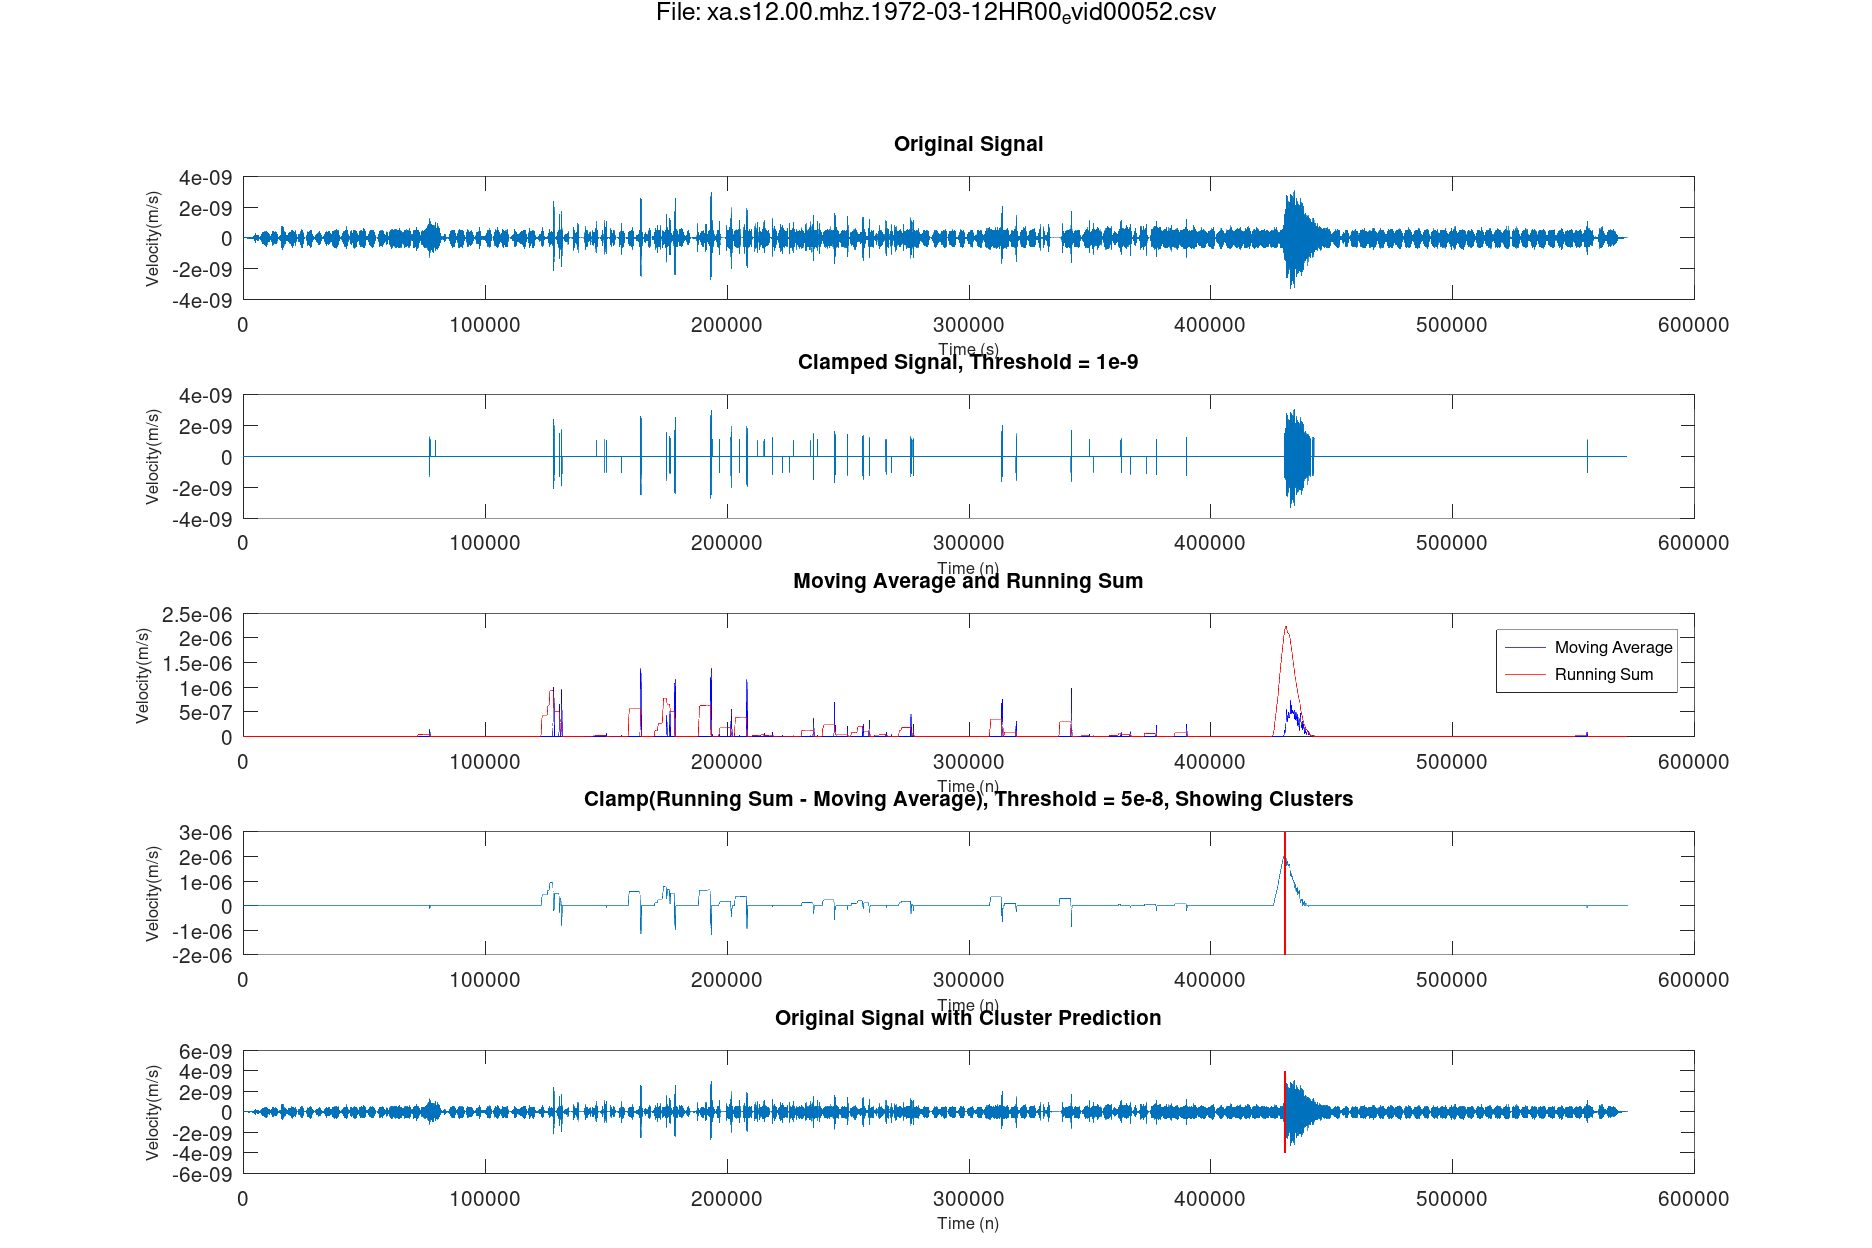 File: xa.s12.00.mhz.1972-03-12HR00evid00052.csv
Original Signal
Velocity(m/s)
4e-09
2e-09
0
-2e-09
-4e-09
0 100000 200000 300000 400000 500000 600000
Time (s)
Clamped Signal, Threshold = 1e-9
Velocity(m/s)
4e-09
2e-09
0
-2e-09
-4e-09
0 100000 200000 300000 400000 500000 600000
Time (n)
Moving Average and Running Sum
Velocity(m/s)
2.5e-06
2e-06
1.5e-06
1e-06
5e-07
0
Moving Average
Running Sum
0 100000 200000 300000 400000 500000 600000
Time (n)
Clamp(Running Sum - Moving Average), Threshold = 5e-8, Showing Clusters
Velocity(m/s)
3e-06
2e-06
1e-06
0
-1e-06
-2e-06
0 100000 200000 300000 400000 500000 600000
Time (n)
Original Signal with Cluster Prediction
Velocity(m/s)
6e-09
4e-09
2e-09
0
-2e-09
-4e-09
-6e-09
0 100000 200000 300000 400000 500000 600000
Time (n)